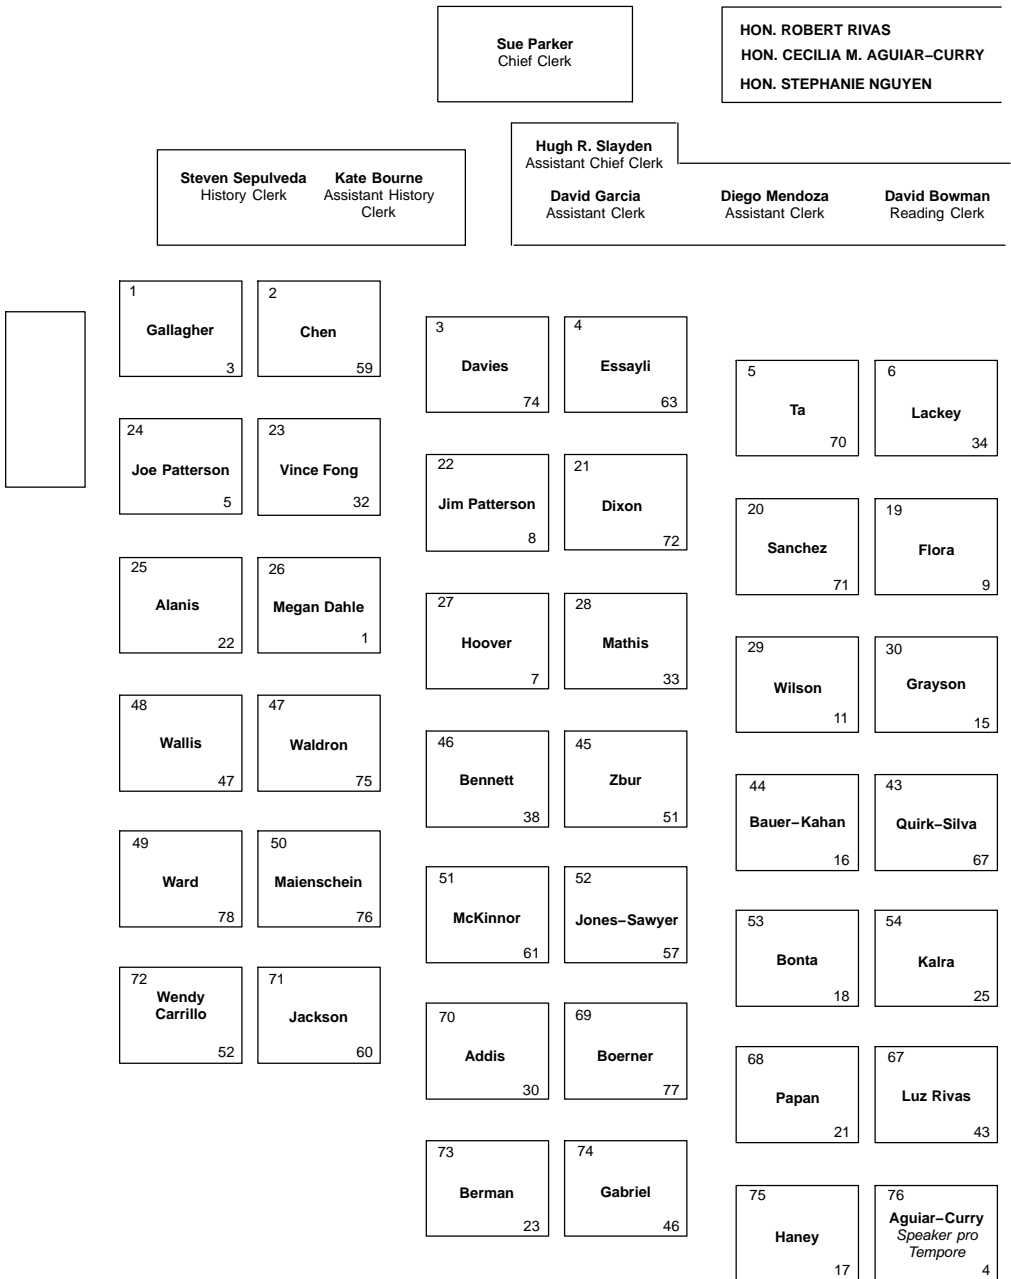 Sue Parker
Chief Clerk
HON. ROBERT RIVAS
HON. CECILIA M. AGUIAR−CURRY
HON. STEPHANIE NGUYEN
Steven Sepulveda
History Clerk
Kate Bourne
Assistant History
Clerk
Hugh R. Slayden
Assistant Chief Clerk
David Garcia
Assistant Clerk
Diego Mendoza
Assistant Clerk
David Bowman
Reading Clerk
1
Gallagher
3
2
Chen
59
3
Davies
74
4
Essayli
63
5
Ta
70
6
Lackey
34
24
Joe Patterson
5
23
Vince Fong
32
22
Jim Patterson
8
21
Dixon
72
20
Sanchez
71
19
Flora
9
25
Alanis
22
26
Megan Dahle
1
27
Hoover
7
28
Mathis
33
29
Wilson
11
30
Grayson
15
48
Wallis
47
47
Waldron
75
46
Bennett
38
45
Zbur
51
44
Bauer−Kahan
16
43
Quirk−Silva
67
49
Ward
78
50
Maienschein
76
51
McKinnor
61
52
Jones−Sawyer
57
53
Bonta
18
54
Kalra
25
72
Wendy
Carrillo
52
71
Jackson
60
70
Addis
30
69
Boerner
77
68
Papan
21
67
Luz Rivas
43
73
Berman
23
74
Gabriel
46
75
Haney
17
76
Aguiar−Curry
Speaker pro
Tempore
4